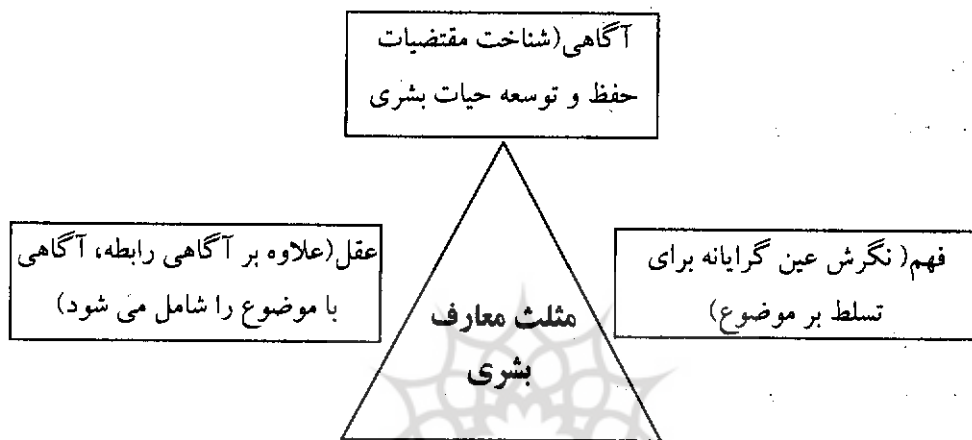 آگاهی(شناخت مقتضیات
حفظ و توسعه حیات بشری
فهم( نگرش عین گرایانه برای
تسلط بر موضوع)
عقل(علاوه بر آگاهی رابطه، آگاهی
با موضوع را شامل می شود)
مثلث معارف
بشری